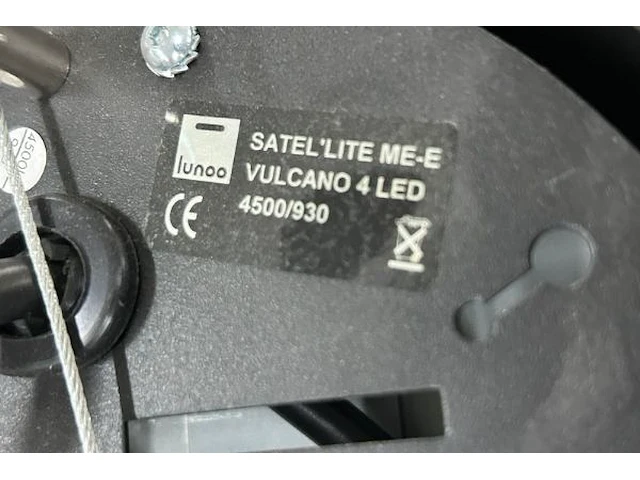 lunoo
SATEL'LITE ME-E
VULCANO 4 LED
4500/930
CE